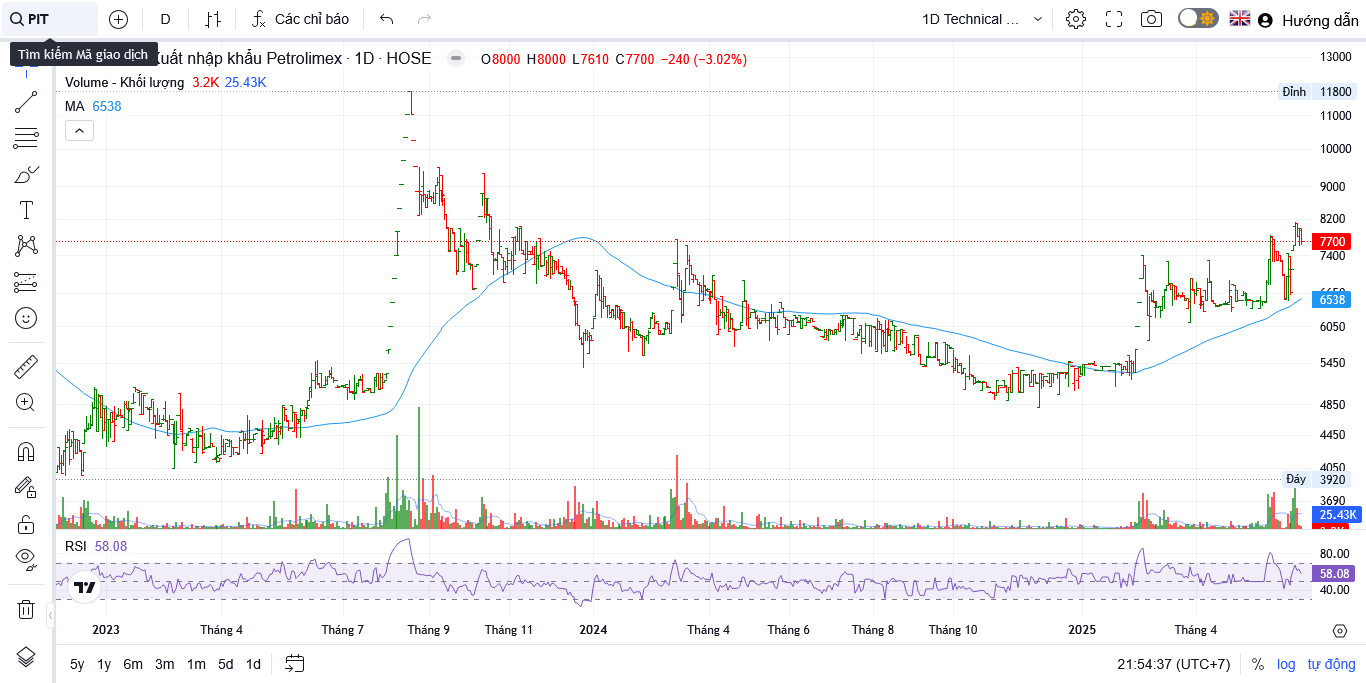 PIT
D
Các chỉ báo
1D Technical ...
Hướng dẫn
Tìm kiếm Mã giao dịch
Xuất nhập khẩu Petrolimex · 1D · HOSE
O8000 H8000 L7610 C7700 −240 (−3.02%)
Volume - Khối lượng 3.2K 25.43K
MA 6538
13000
Đỉnh 11800
11000
10000
9000
8200
7700
7400
6538
6050
5450
4850
4450
4050
Đáy 3920
3690
25.43K
RSI 58.08
80.00
58.08
40.00
2023 Tháng 4 Tháng 7 Tháng 9 Tháng 11 2024 Tháng 4 Tháng 6 Tháng 8 Tháng 10 2025 Tháng 4
5y 1y 6m 3m 1m 5d 1d
21:54:37 (UTC+7) % log tự động